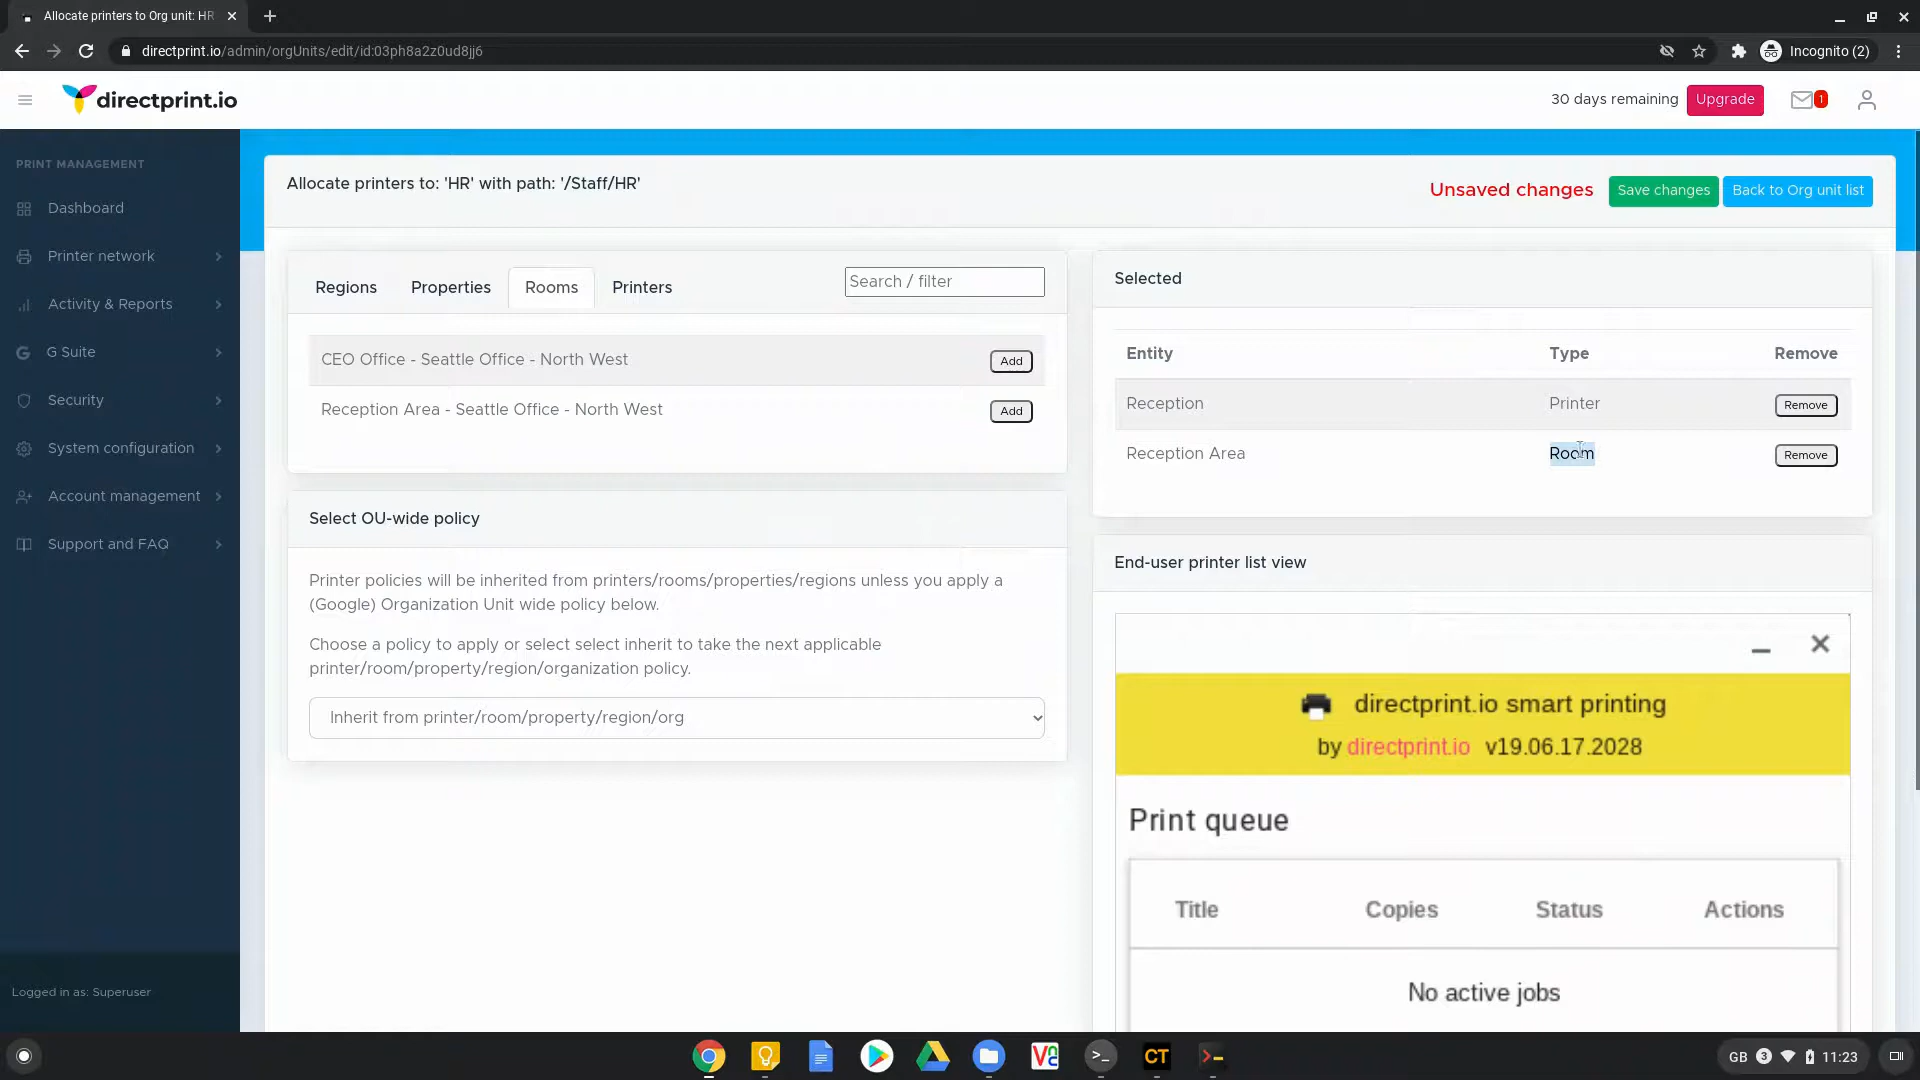 Allocate printers to Org unit: HR
directprint.io/admin/orgUnits/edit/id:03ph8a2z0ud8jj6
Incognito (2)
directprint.io
30 days remaining
Upgrade
1
PRINT MANAGEMENT
Dashboard
Printer network
Activity & Reports
G Suite
Security
System configuration
Account management
Support and FAQ
Logged in as: Superuser
Allocate printers to: 'HR' with path: '/Staff/HR'
Unsaved changes
Save changes
Back to Org unit list
Regions Properties Rooms Printers
Search / filter
CEO Office - Seattle Office - North West Add
Reception Area - Seattle Office - North West Add
Select OU-wide policy
Printer policies will be inherited from printers/rooms/properties/regions unless you apply a
(Google) Organization Unit wide policy below.
Choose a policy to apply or select select inherit to take the next applicable
printer/room/property/region/organization policy.
Inherit from printer/room/property/region/org
Selected
Entity Type Remove
Reception Printer Remove
Reception Area Room Remove
End-user printer list view
directprint.io smart printing
by directprint.io v19.06.17.2028
Print queue
Title Copies Status Actions
No active jobs
GB 3 11:23